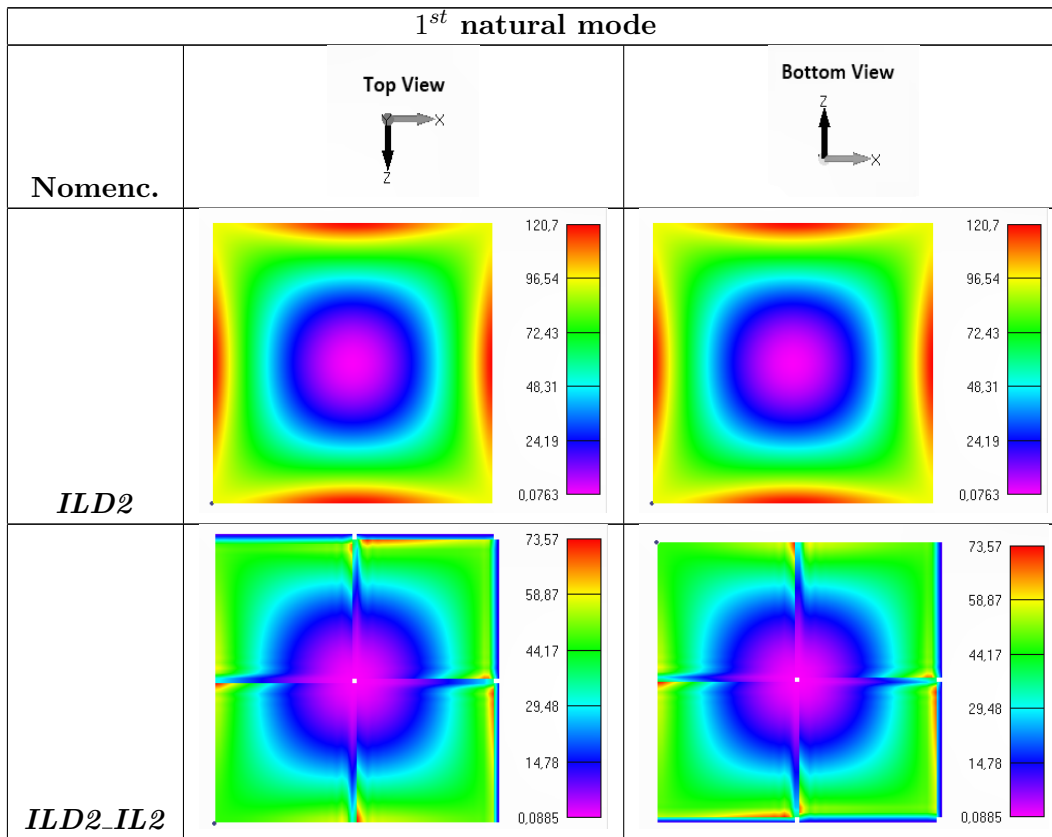 1st natural mode
Nomenc.
Top View
Y
X
Z
Bottom View
Z
X
ILD2
120,7
96,54
72,43
48,31
24,19
0,0763
120,7
96,54
72,43
48,31
24,19
0,0763
ILD2_IL2
73,57
58,87
44,17
29,48
14,78
0,0885
73,57
58,87
44,17
29,48
14,78
0,0885